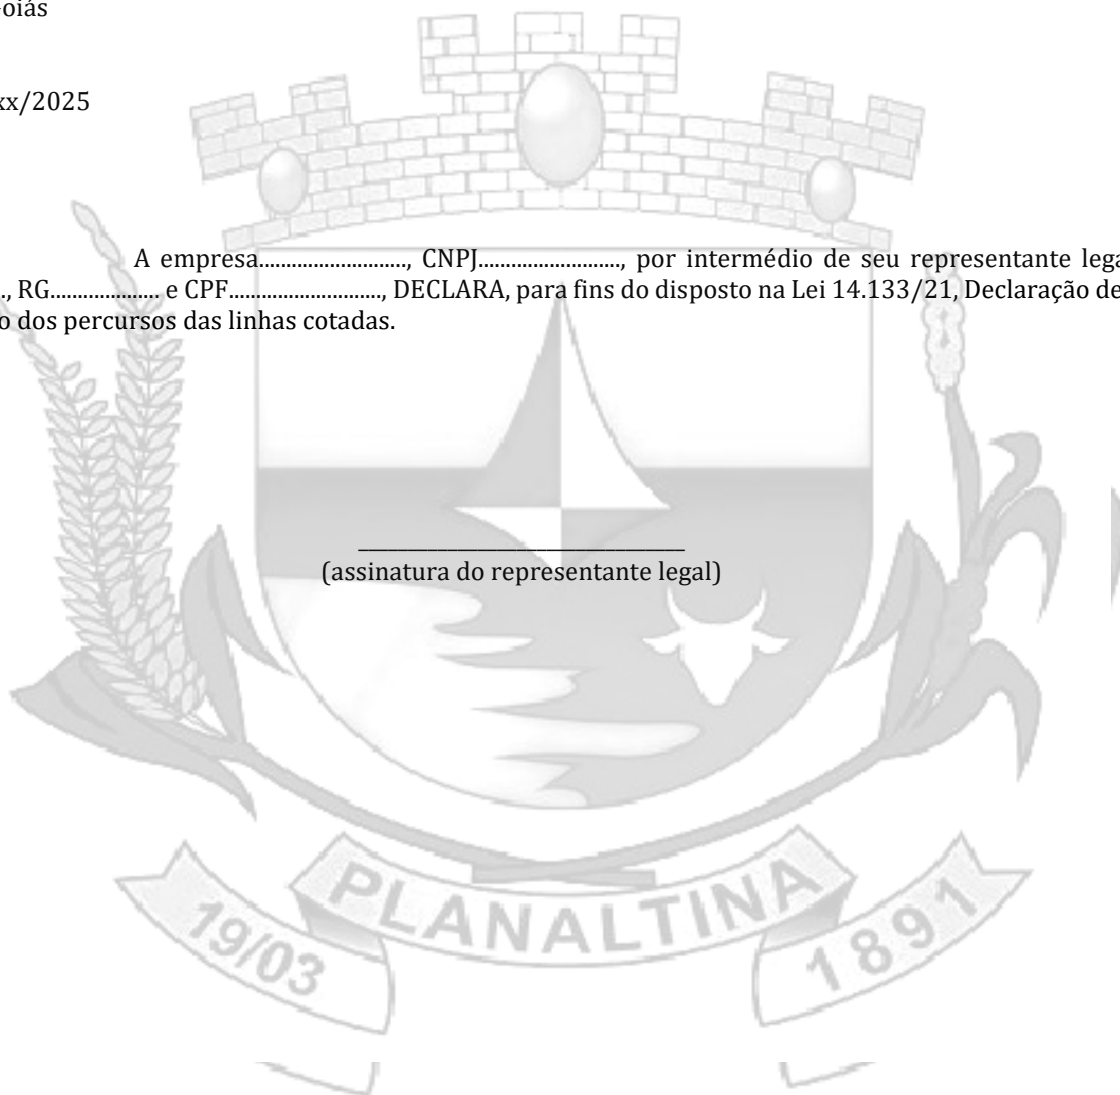 oiás
xx/2025
A empresa..........................., CNPJ.........................., por intermédio de seu representante lega
., RG.................... e CPF..........................., DECLARA, para fins do disposto na Lei 14.133/21, Declaração de
o dos percursos das linhas cotadas.
_________________________________
(assinatura do representante legal)
PLANALTINA
19/03
1891